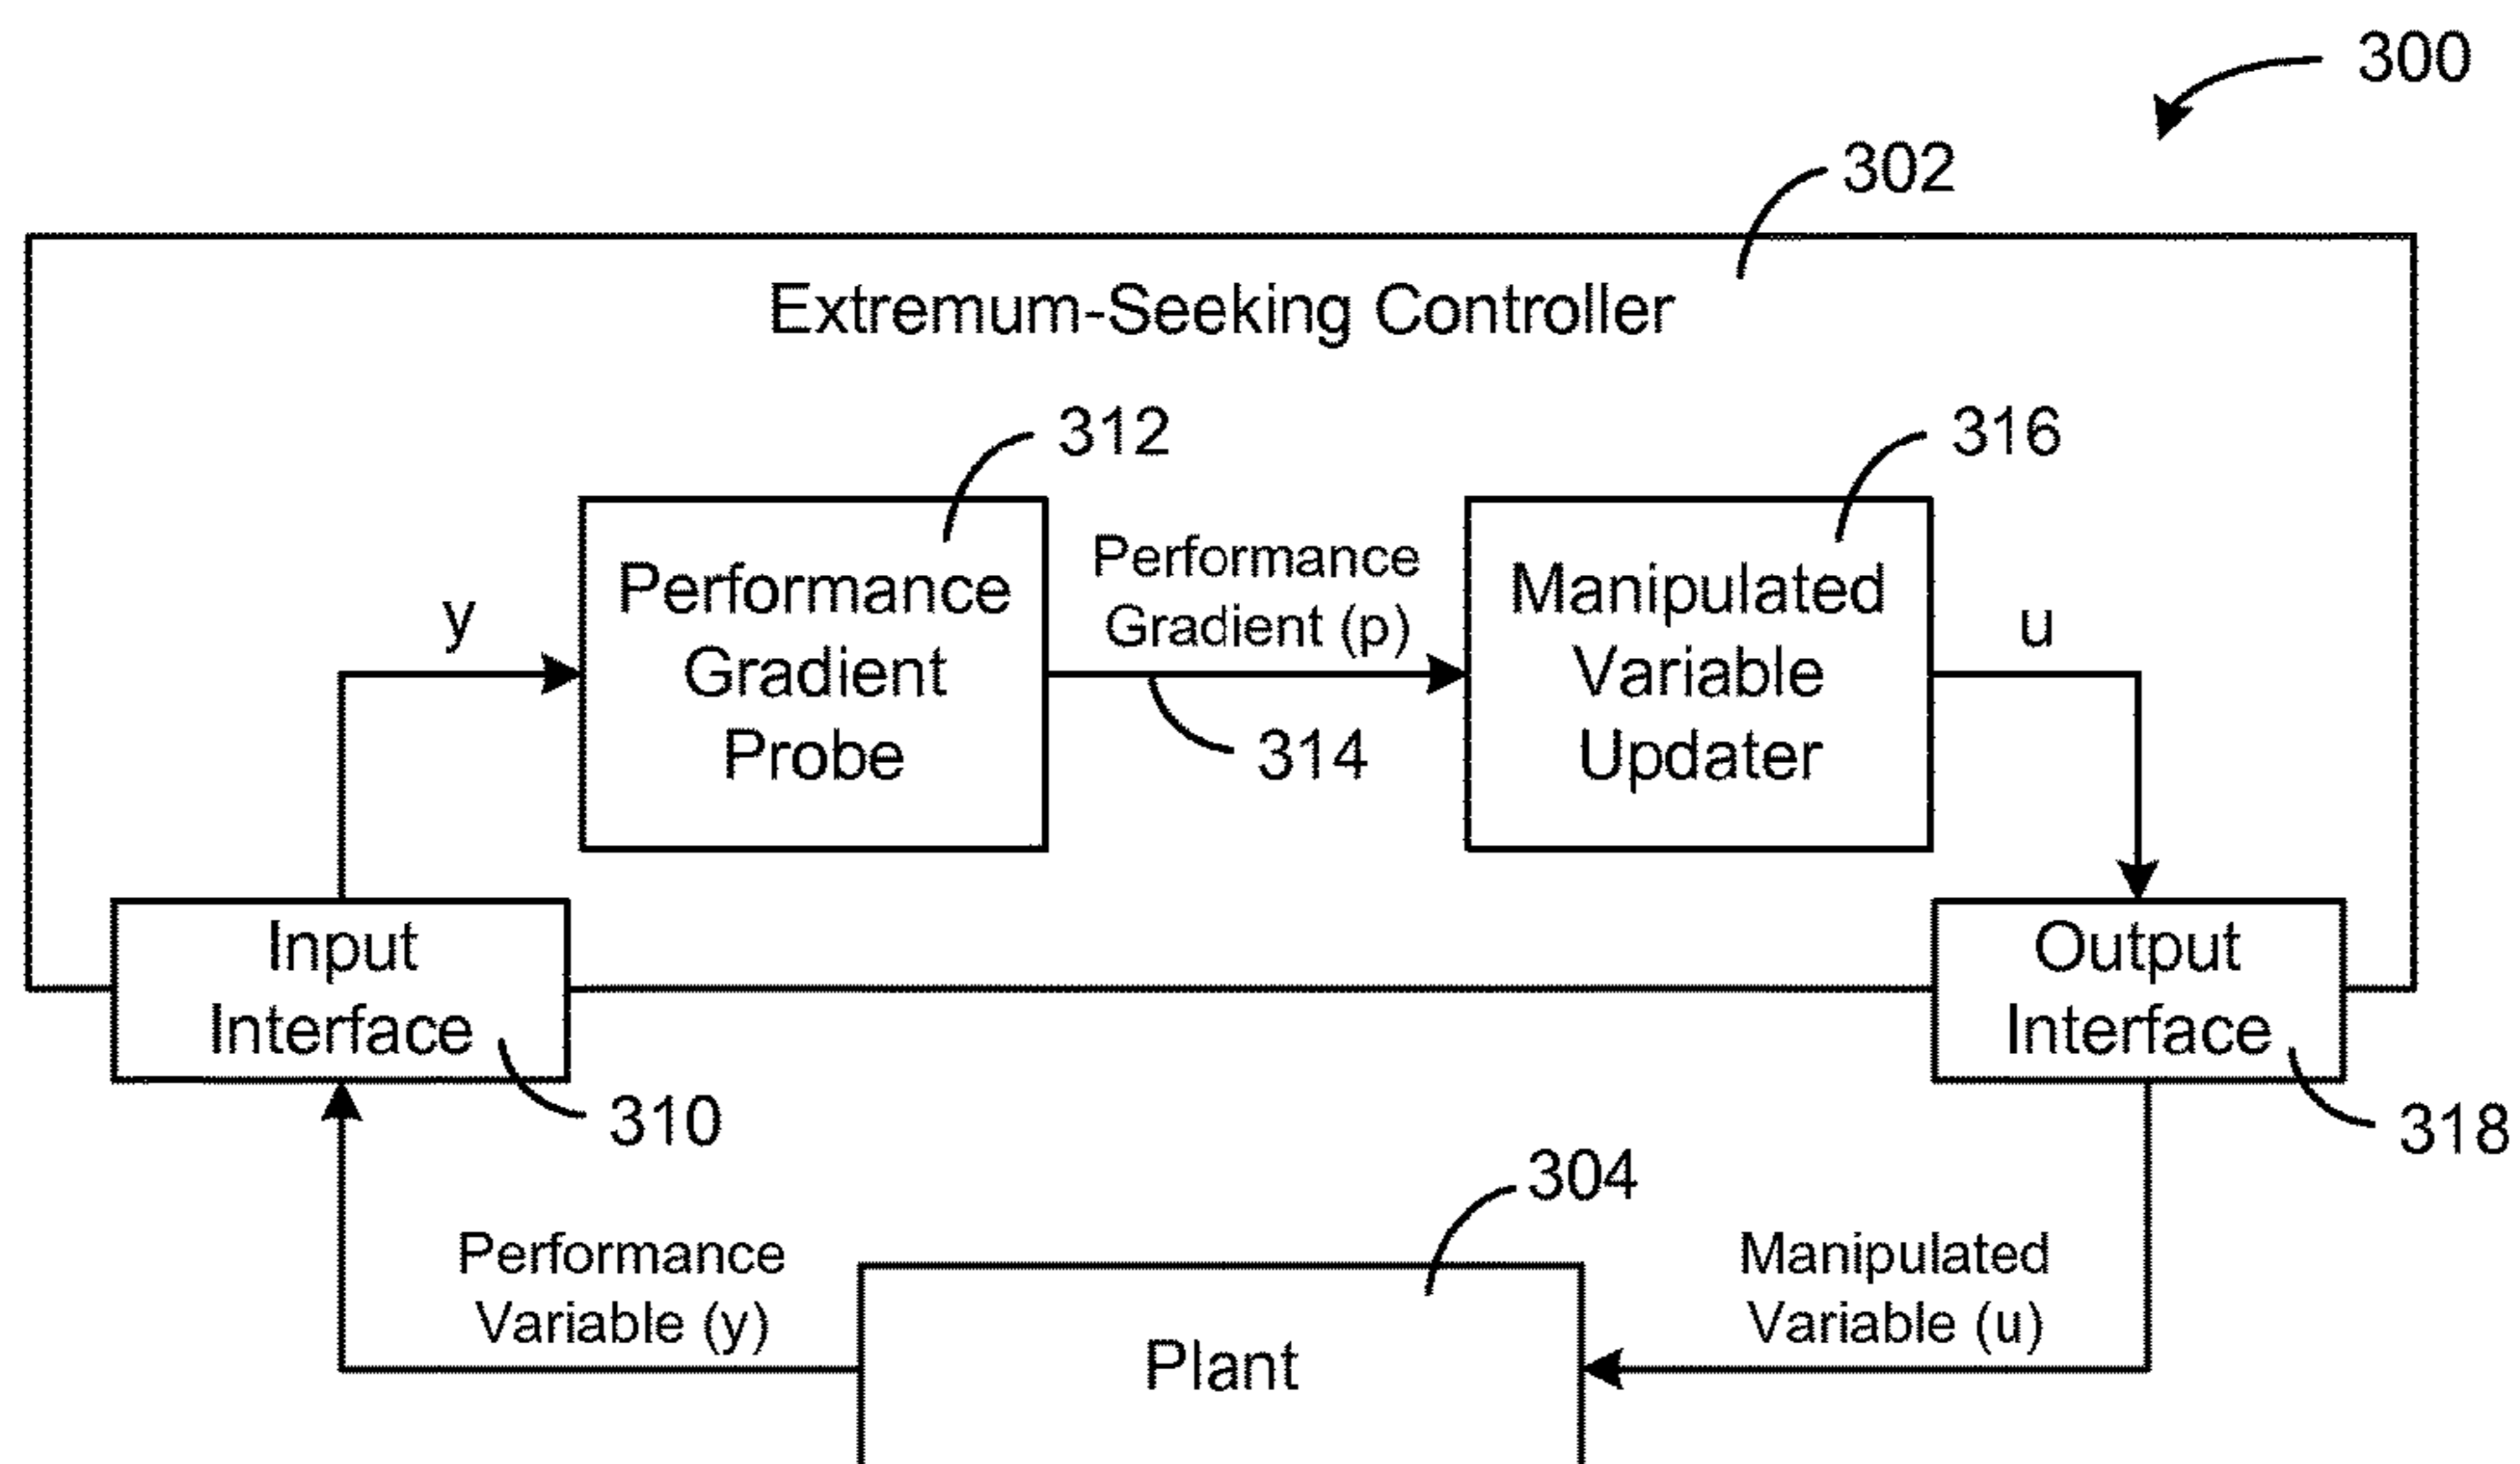 300
302
Extremum-Seeking Controller
312
316
Performance
Gradient
Probe
y
Performance
Gradient (p)
314
Manipulated
Variable
Updater
u
Input
Interface
310
Output
Interface
318
304
Performance
Variable (y)
Plant
Manipulated
Variable (u)